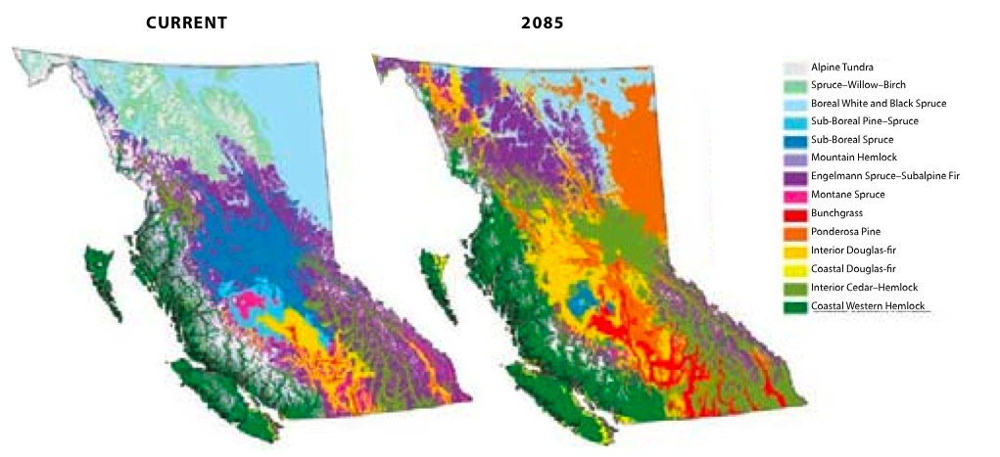 CURRENT
2085
Alpine Tundra
Spruce–Willow–Birch
Boreal White and Black Spruce
Sub-Boreal Pine–Spruce
Sub-Boreal Spruce
Mountain Hemlock
Engelmann Spruce–Subalpine Fir
Montane Spruce
Bunchgrass
Ponderosa Pine
Interior Douglas-fir
Coastal Douglas-fir
Interior Cedar–Hemlock
Coastal Western Hemlock